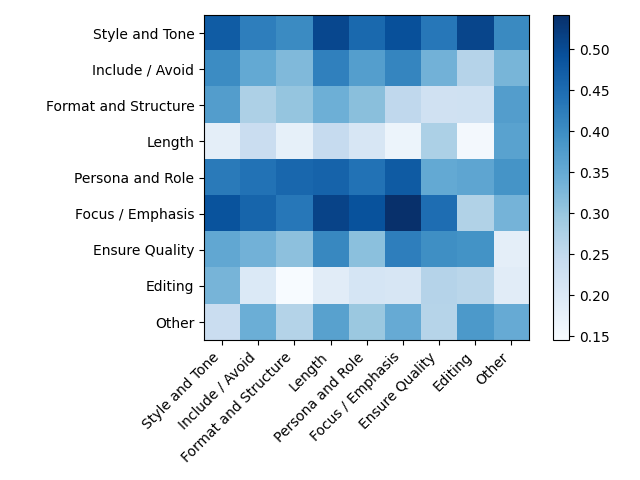 Style and Tone
Include / Avoid
Format and Structure
Length
Persona and Role
Focus / Emphasis
Ensure Quality
Editing
Other
Style and Tone
Include / Avoid
Format and Structure
Length
Persona and Role
Focus / Emphasis
Ensure Quality
Editing
Other
0.50
0.45
0.40
0.35
0.30
0.25
0.20
0.15